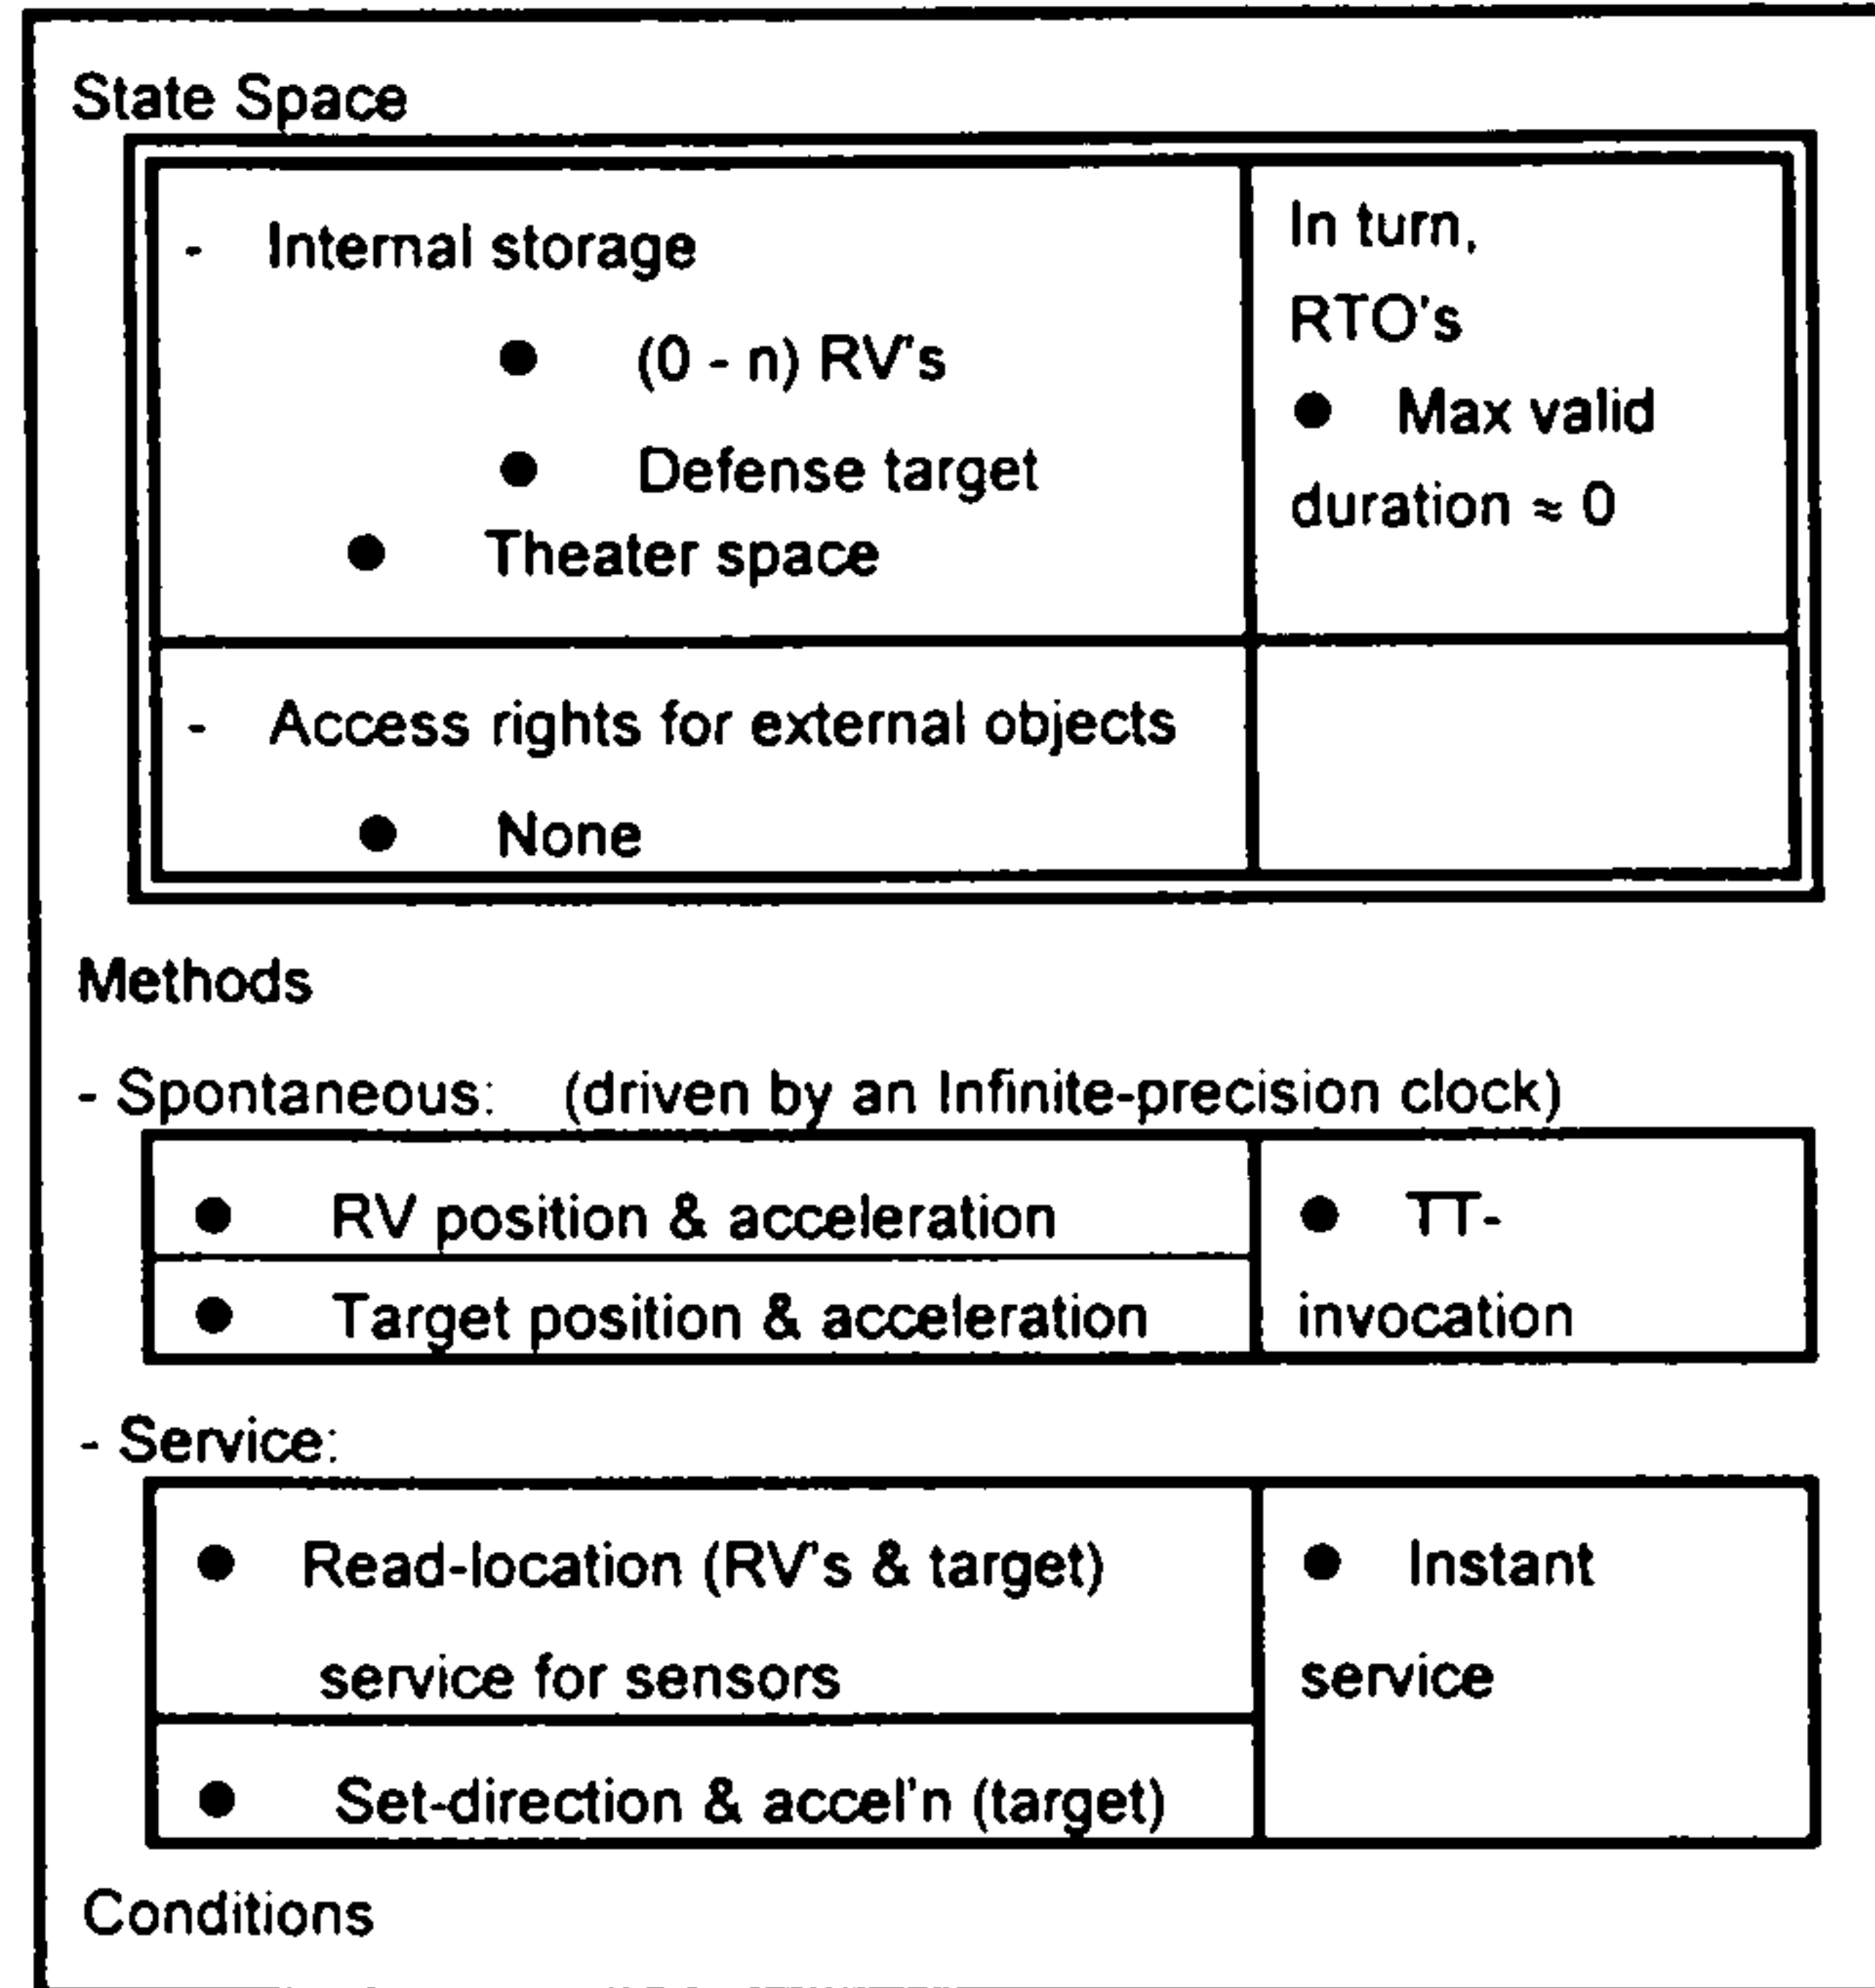 State Space
- Internal storage
● (0 - n) RV's
● Defense target
● Theater space
In turn,
RTO's
● Max valid
duration ≈ 0
- Access rights for external objects
● None
Methods
- Spontaneous: (driven by an Infinite-precision clock)
● RV position & acceleration
● Target position & acceleration
● TT-
invocation
- Service:
● Read-location (RV's & target)
service for sensors
● Set-direction & accel'n (target)
● Instant
service
Conditions